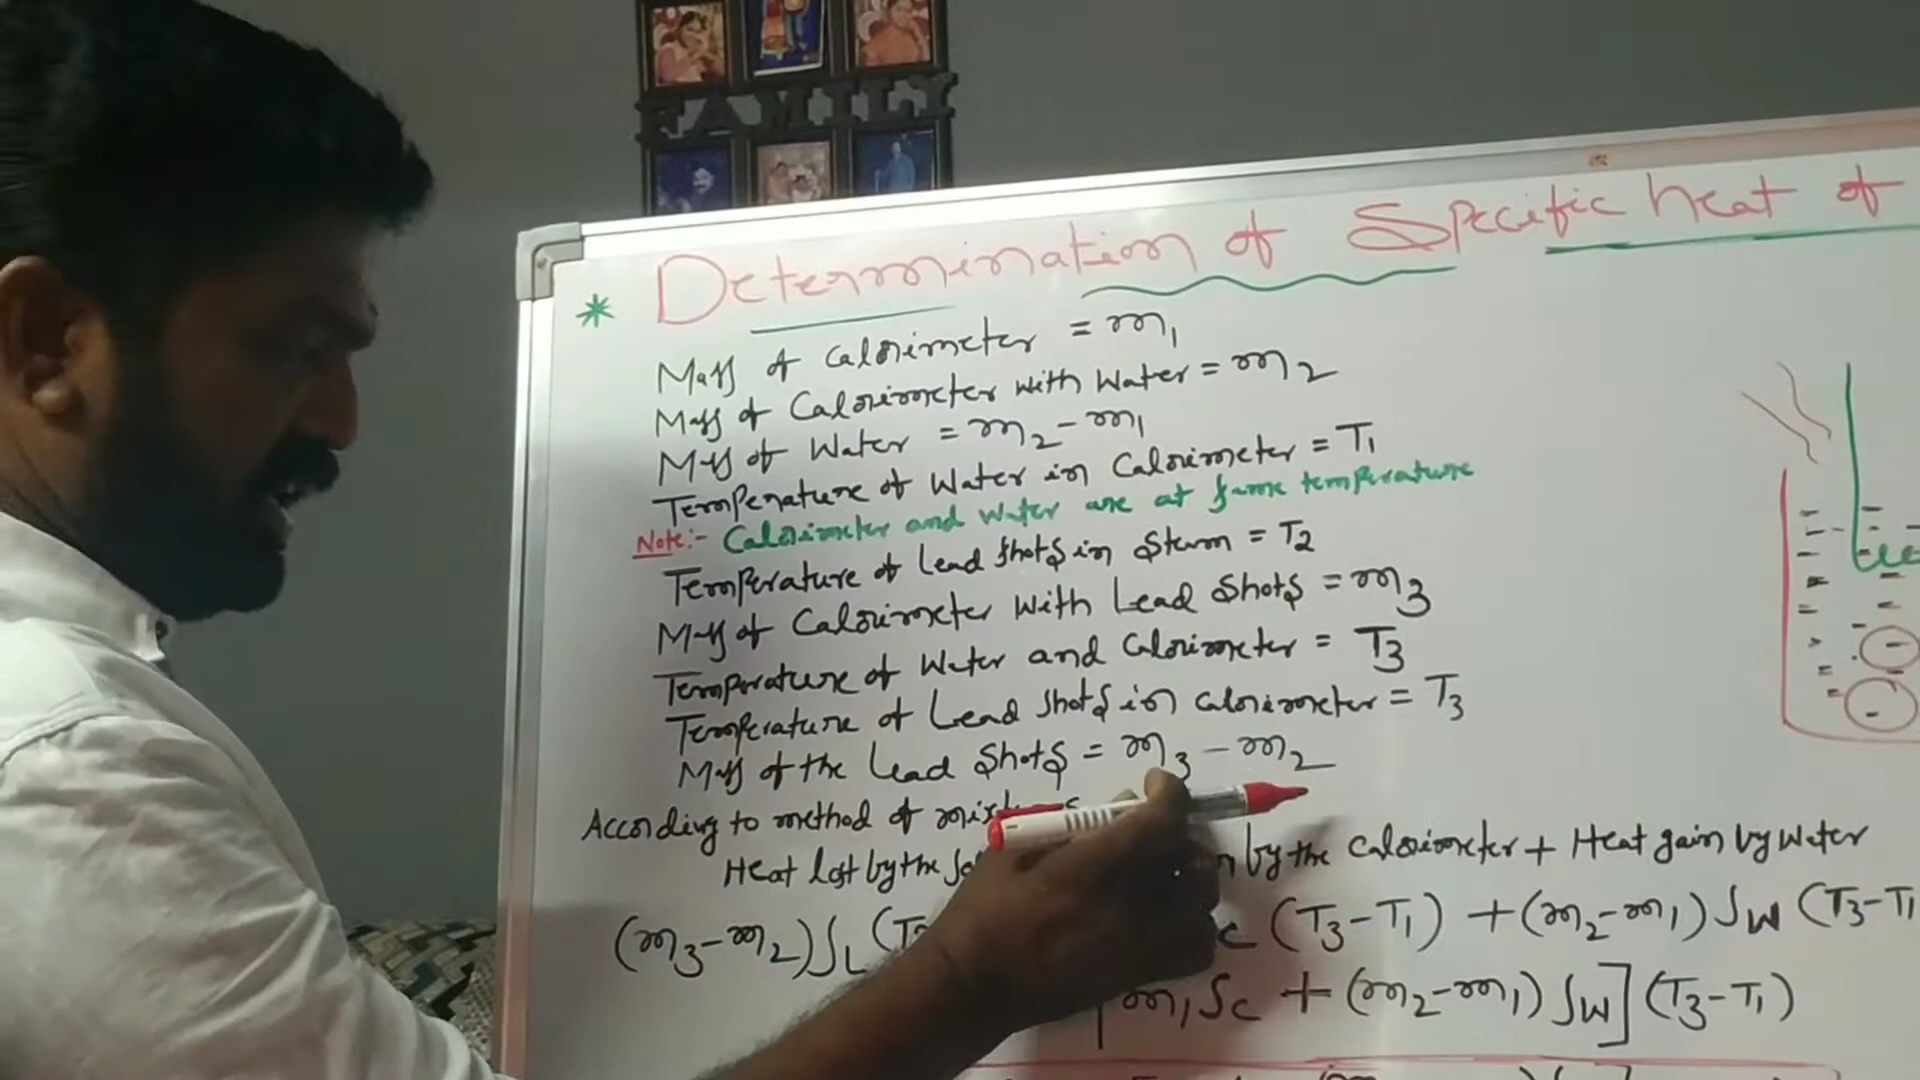 FAMILY
* Determination of Specific heat of
Mass of Calorimeter = m₁
Mass of Calorimeter with Water = m₂
Mass of Water = m₂-m₁
Temperature of Water in Calorimeter = T₁
Note:- Calorimeter and water are at same temperature
Temperature of Lead Shots in Steam = T₂
Mass of Calorimeter with Lead Shots = m₃
Temperature of Water and Calorimeter = T₃
Temperature of Lead shots in calorimeter = T₃
Mass of the Lead Shots = m₃-m₂
According to method of
Heat lost by the by the Calorimeter + Heat gain by water
(m₃-m₂)S_L (T (T₃-T₁) + (m₂-m₁)S_W (T₃-T₁
[m₁S_C + (m₂-m₁)S_W](T₃-T₁)